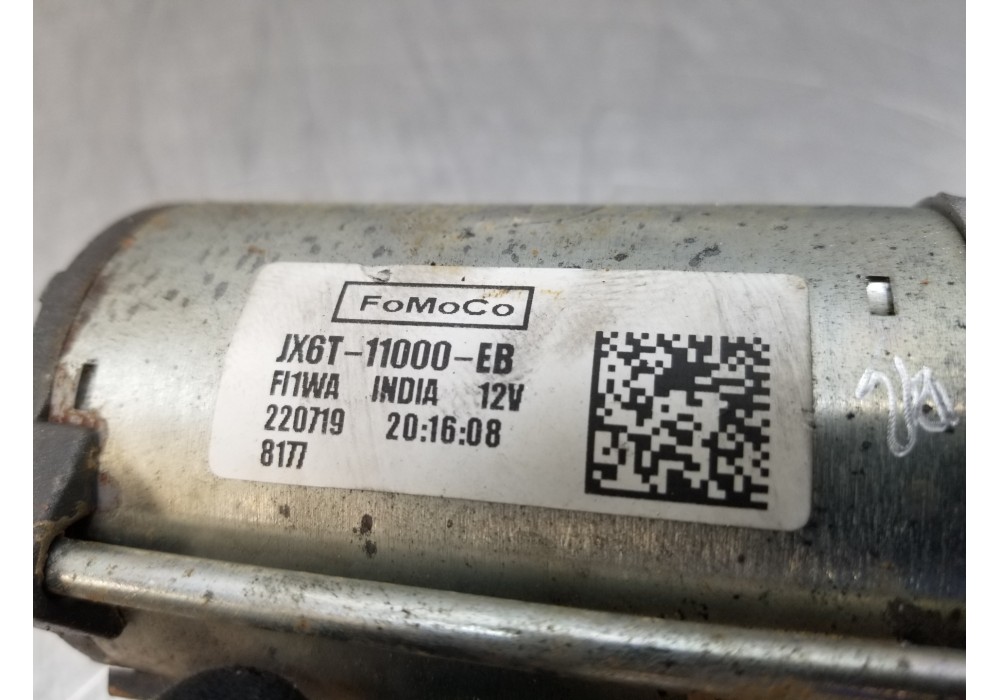 FoMoCo
JX6T-11000-EB
FI1WA INDIA 12V
220719 20:16:08
8177